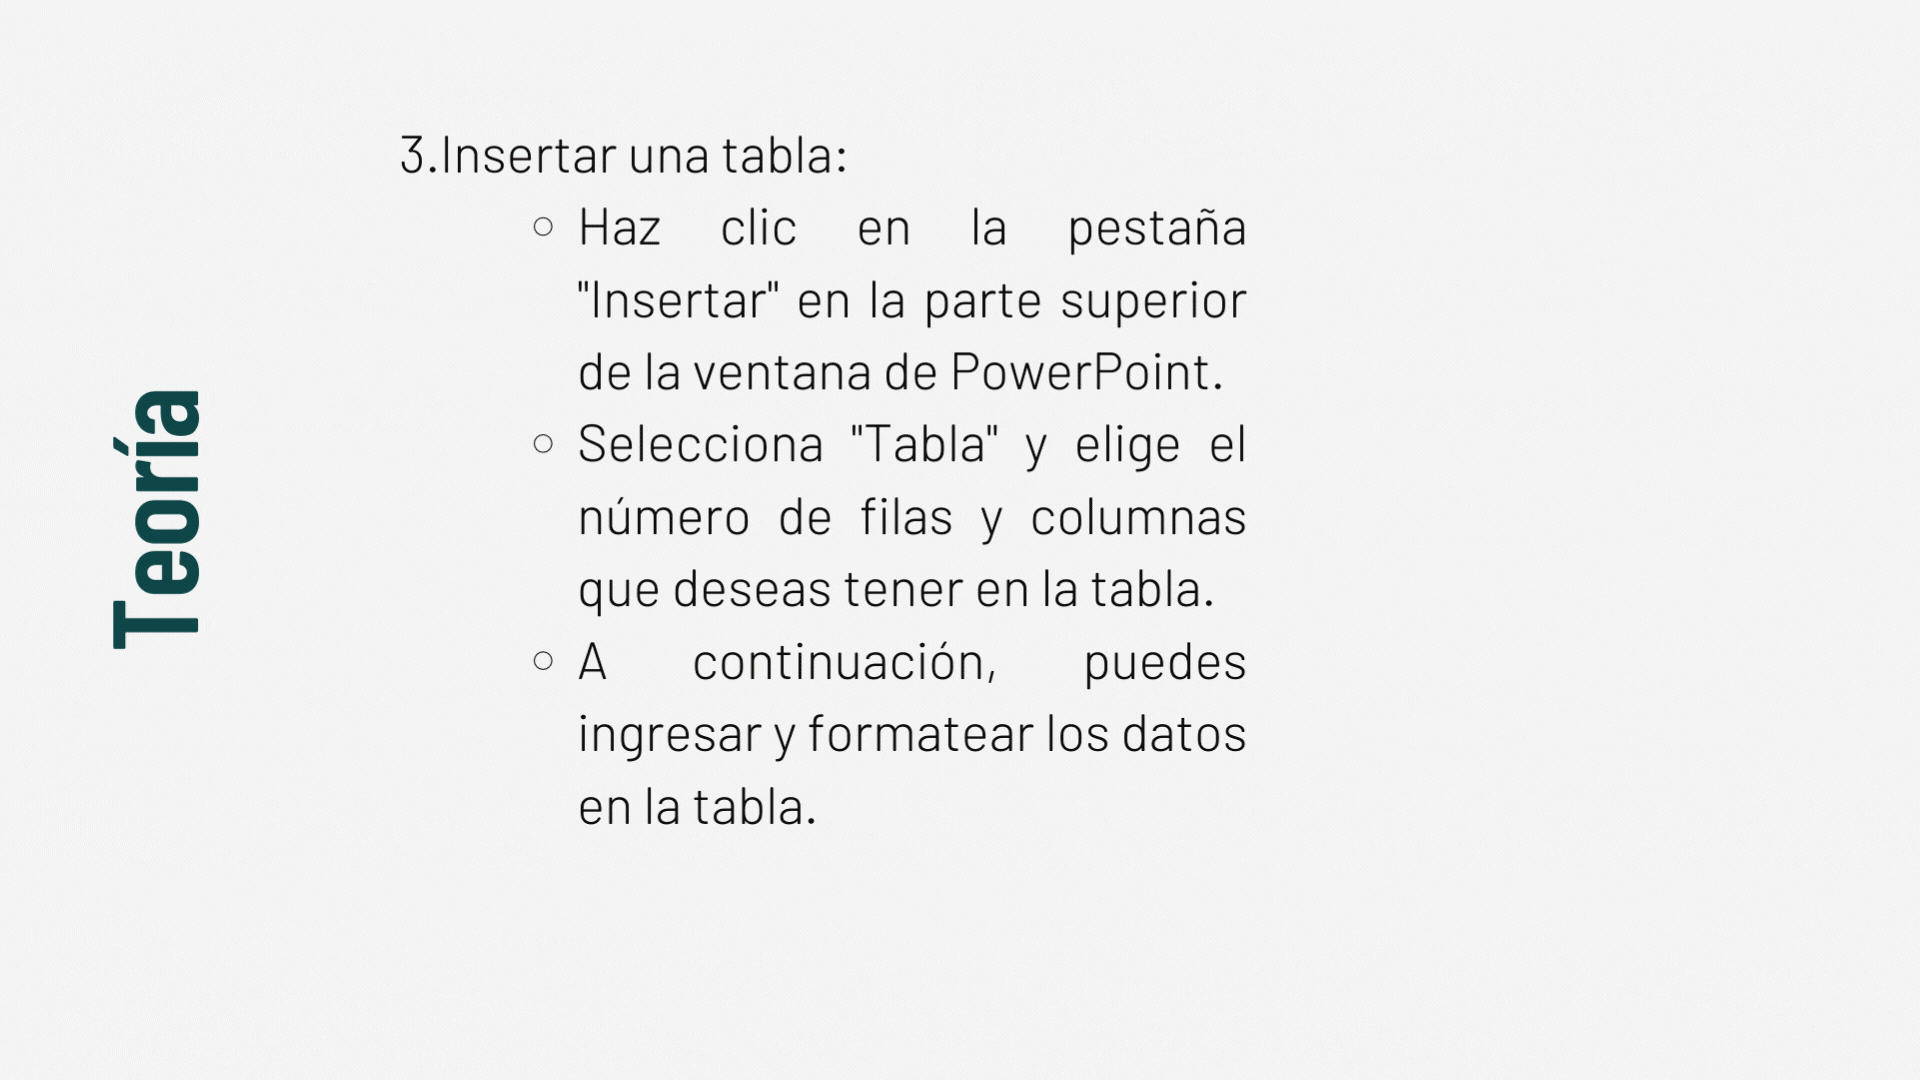 Teoría
3.Insertar una tabla:
○ Haz clic en la pestaña
"Insertar" en la parte superior
de la ventana de PowerPoint.
○ Selecciona "Tabla" y elige el
número de filas y columnas
que deseas tener en la tabla.
○ A continuación, puedes
ingresar y formatear los datos
en la tabla.